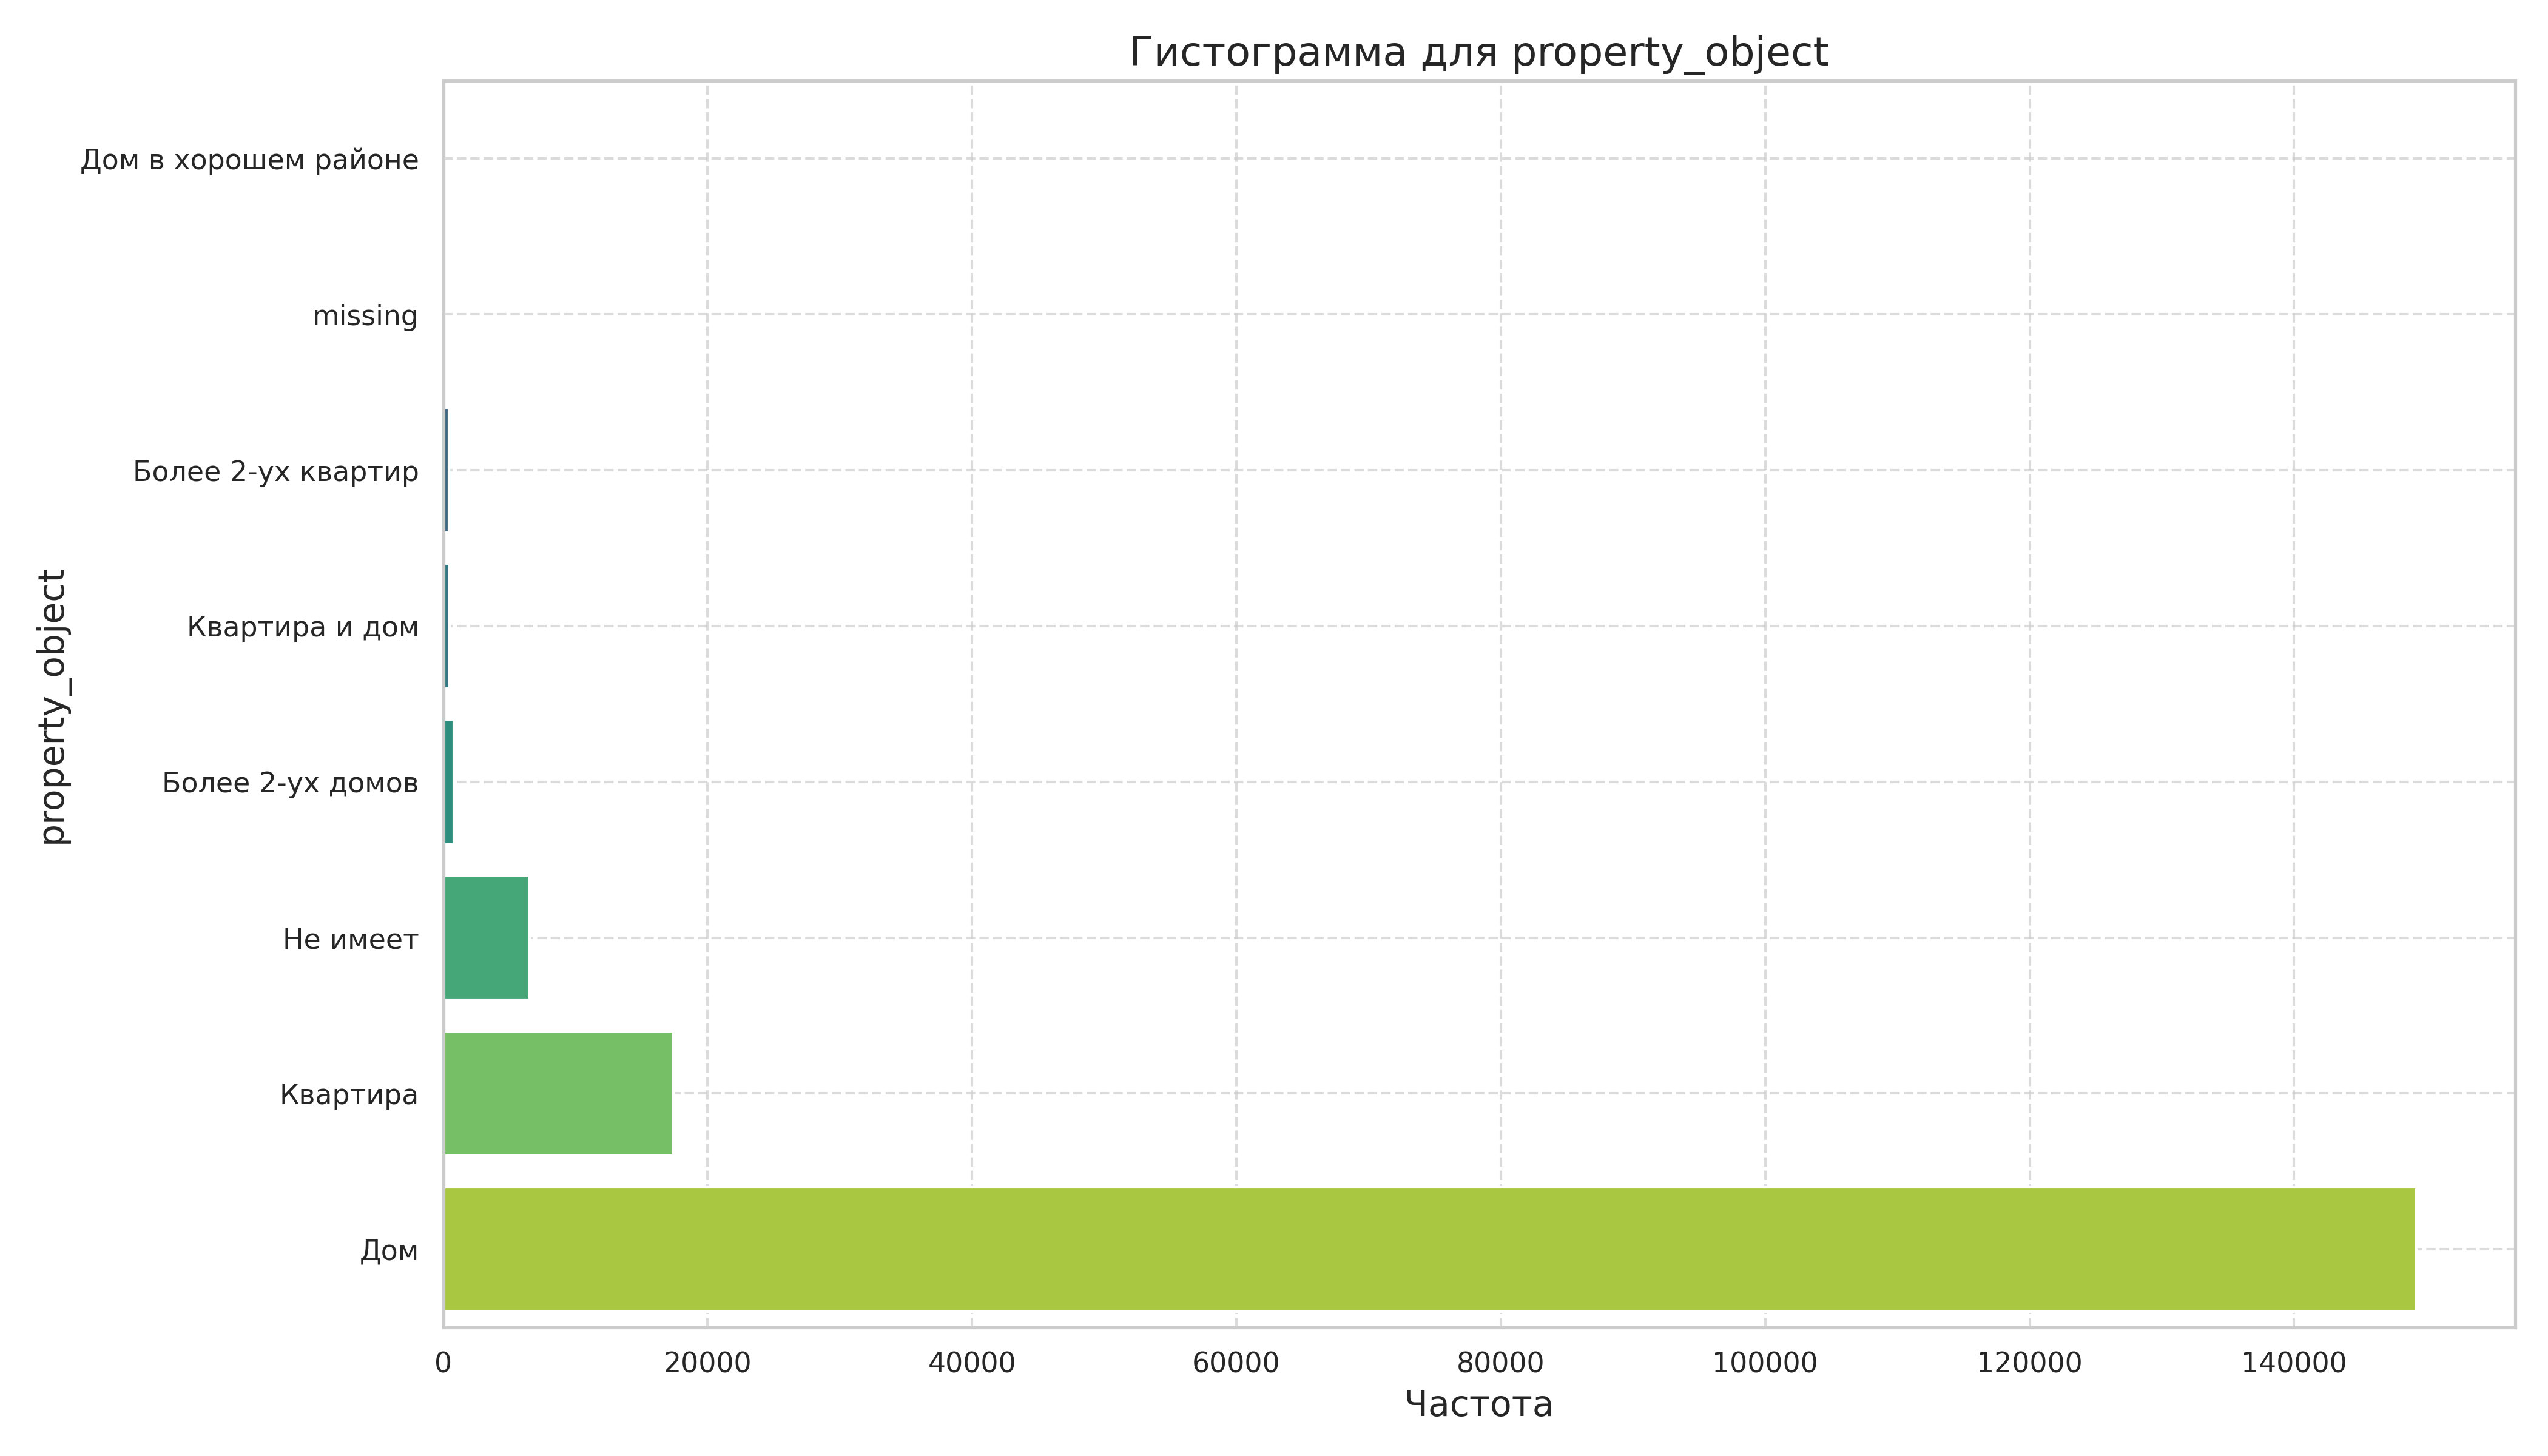 Гистограмма для property_object
Дом в хорошем районе
missing
Более 2-ух квартир
Квартира и дом
Более 2-ух домов
Не имеет
Квартира
Дом
property_object
0 20000 40000 60000 80000 100000 120000 140000
Частота